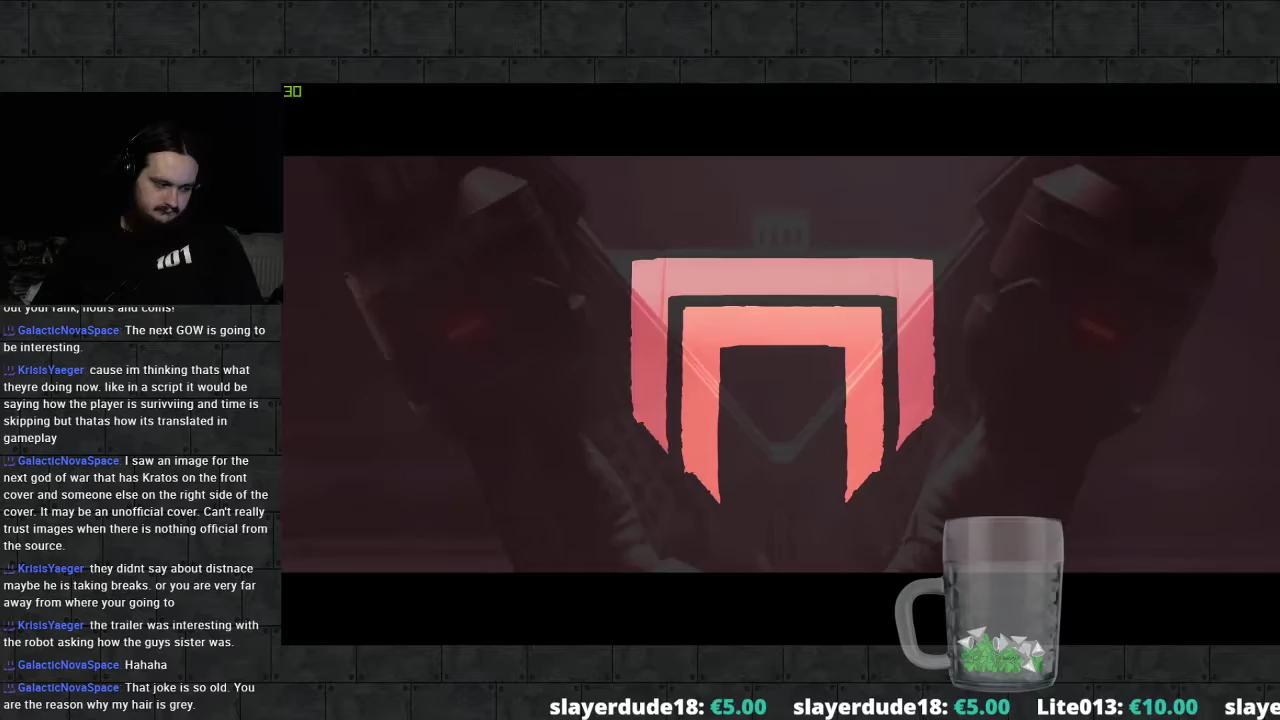 30
101
out your rank, hours and coins!
GalacticNovaSpace: The next GOW is going to
be interesting.
KrisisYaeger: cause im thinking thats what
theyre doing now. like in a script it would be
saying how the player is surivviing and time is
skipping but thatas how its translated in
gameplay
GalacticNovaSpace: I saw an image for the
next god of war that has Kratos on the front
cover and someone else on the right side of the
cover. It may be an unofficial cover. Can't really
trust images when there is nothing official from
the source.
KrisisYaeger: they didnt say about distnace
maybe he is taking breaks. or you are very far
away from where your going to
KrisisYaeger: the trailer was interesting with
the robot asking how the guys sister was.
GalacticNovaSpace: Hahaha
GalacticNovaSpace: That joke is so old. You
are the reason why my hair is grey.
slayerdude18: €5.00 slayerdude18: €5.00 Lite013: €10.00 slaye